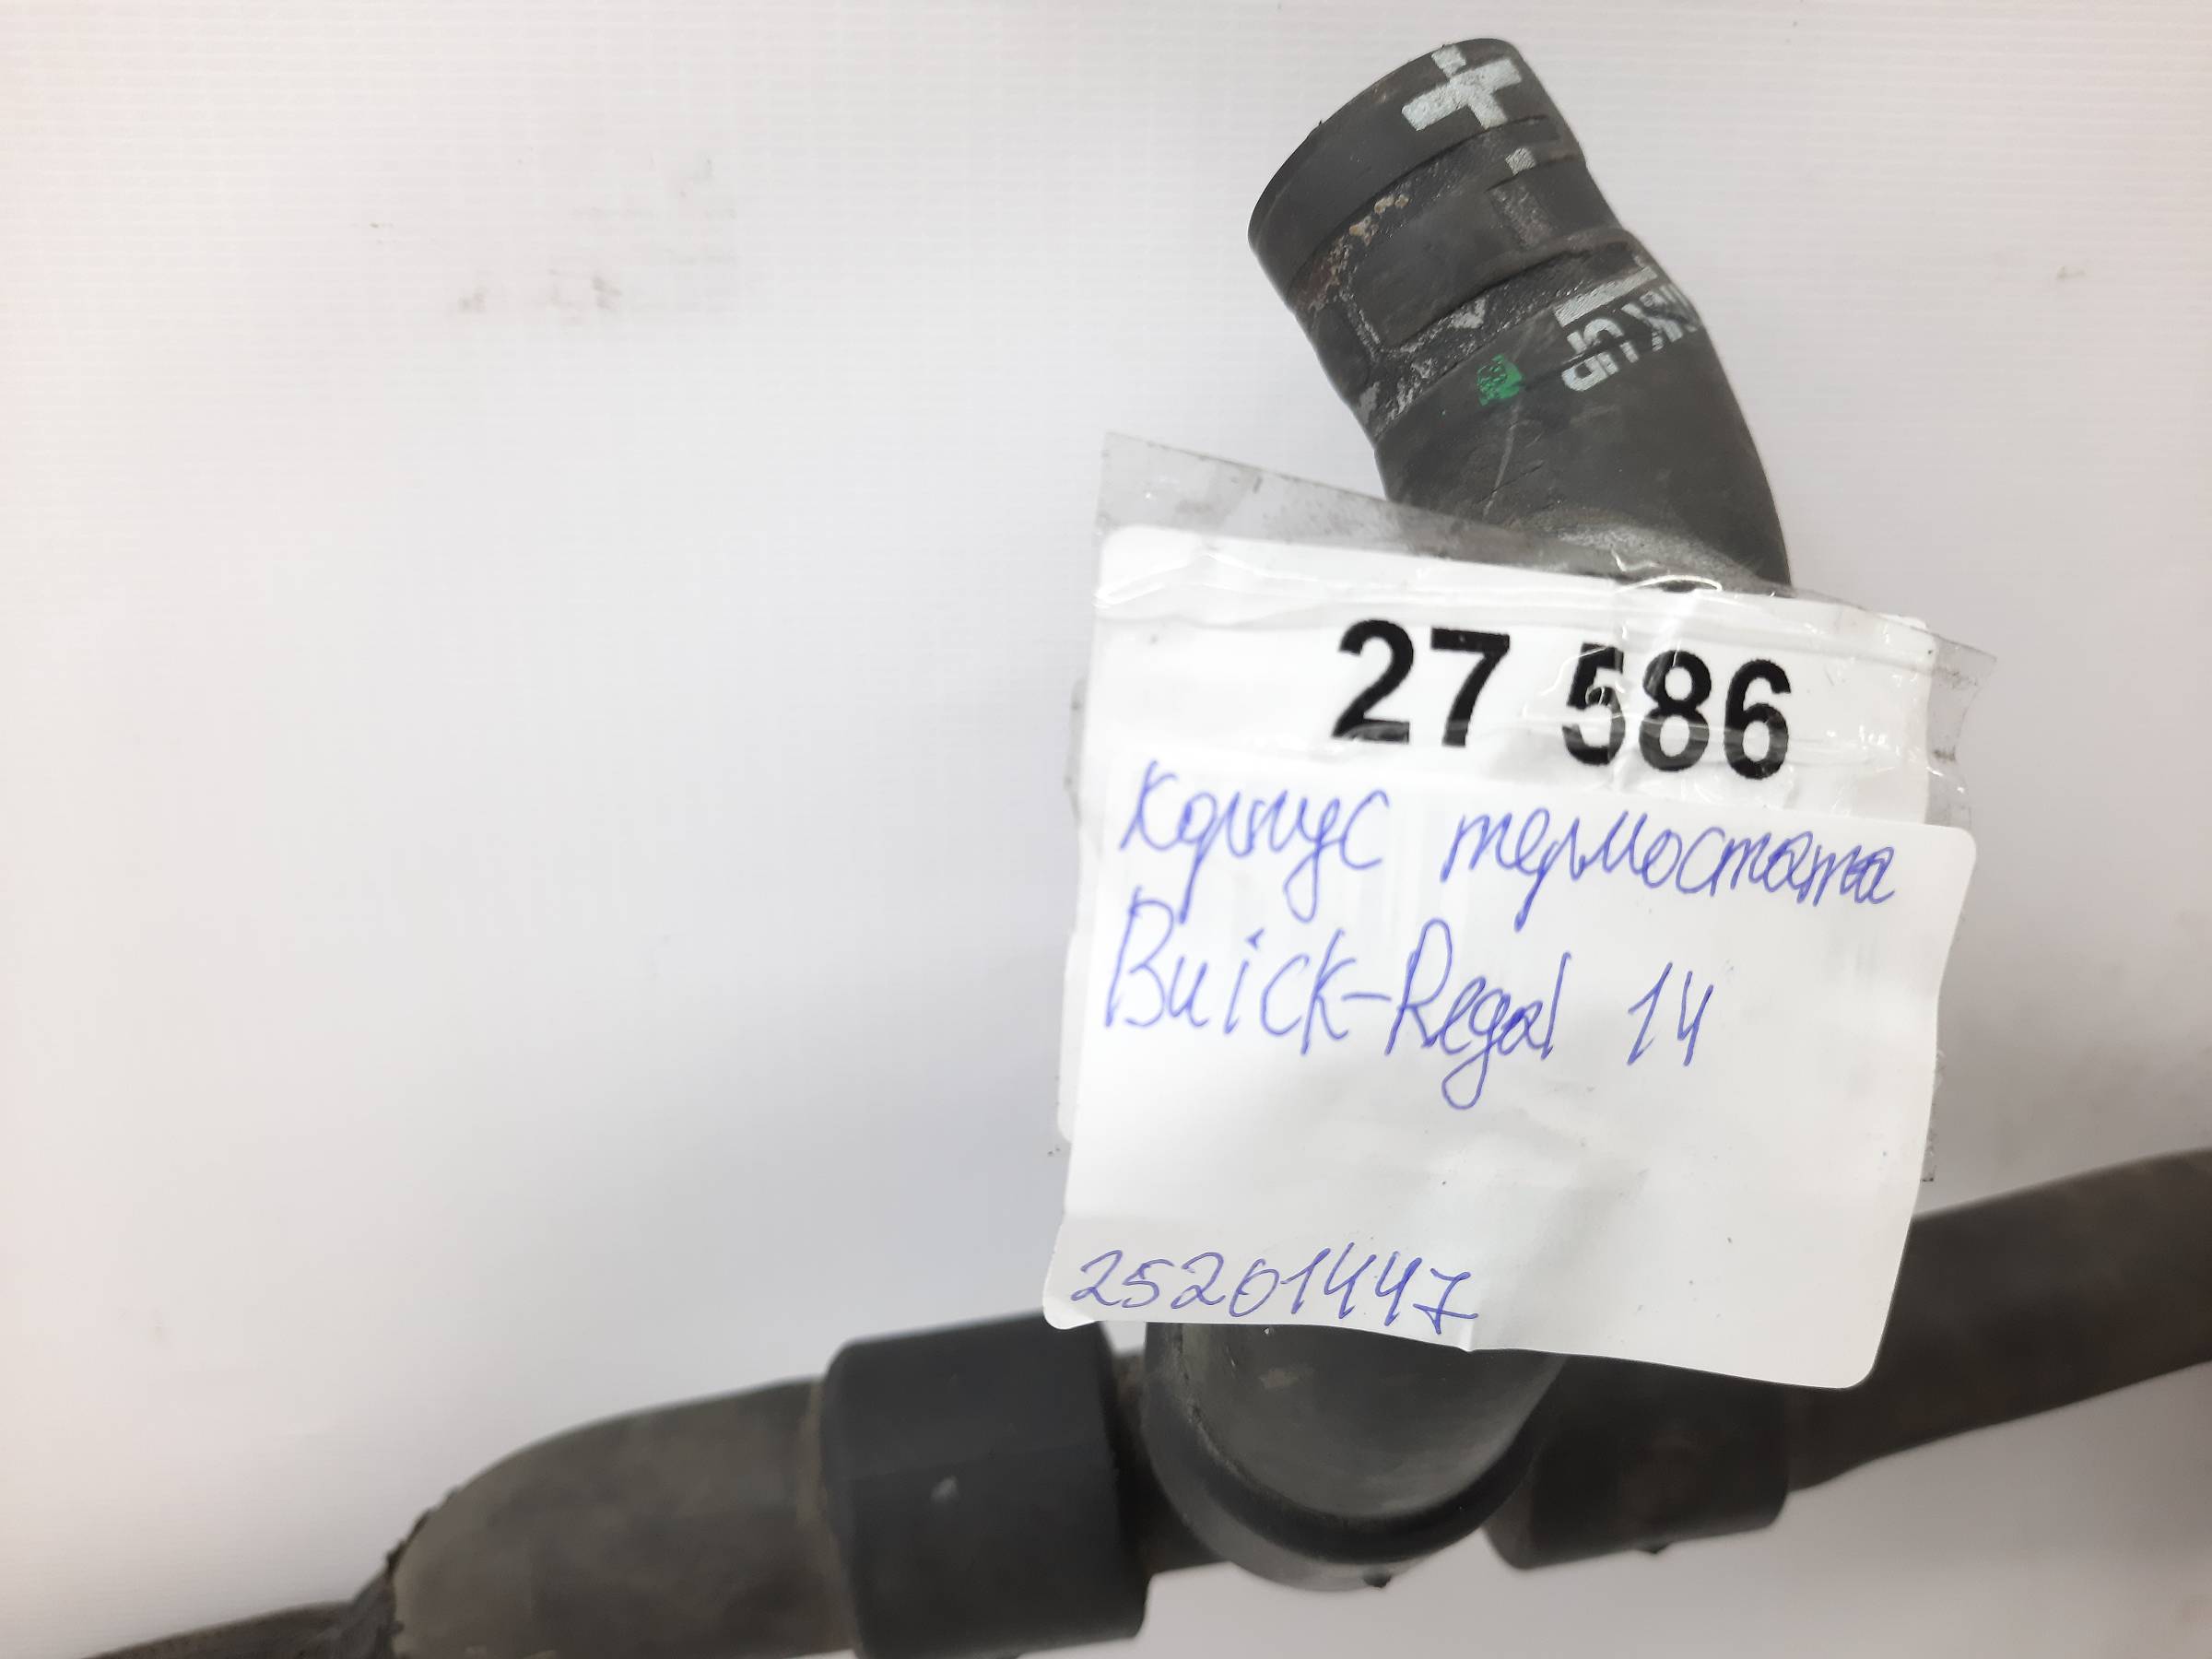 27 586
Корпус термостата
Buick-Regal 14
25201447